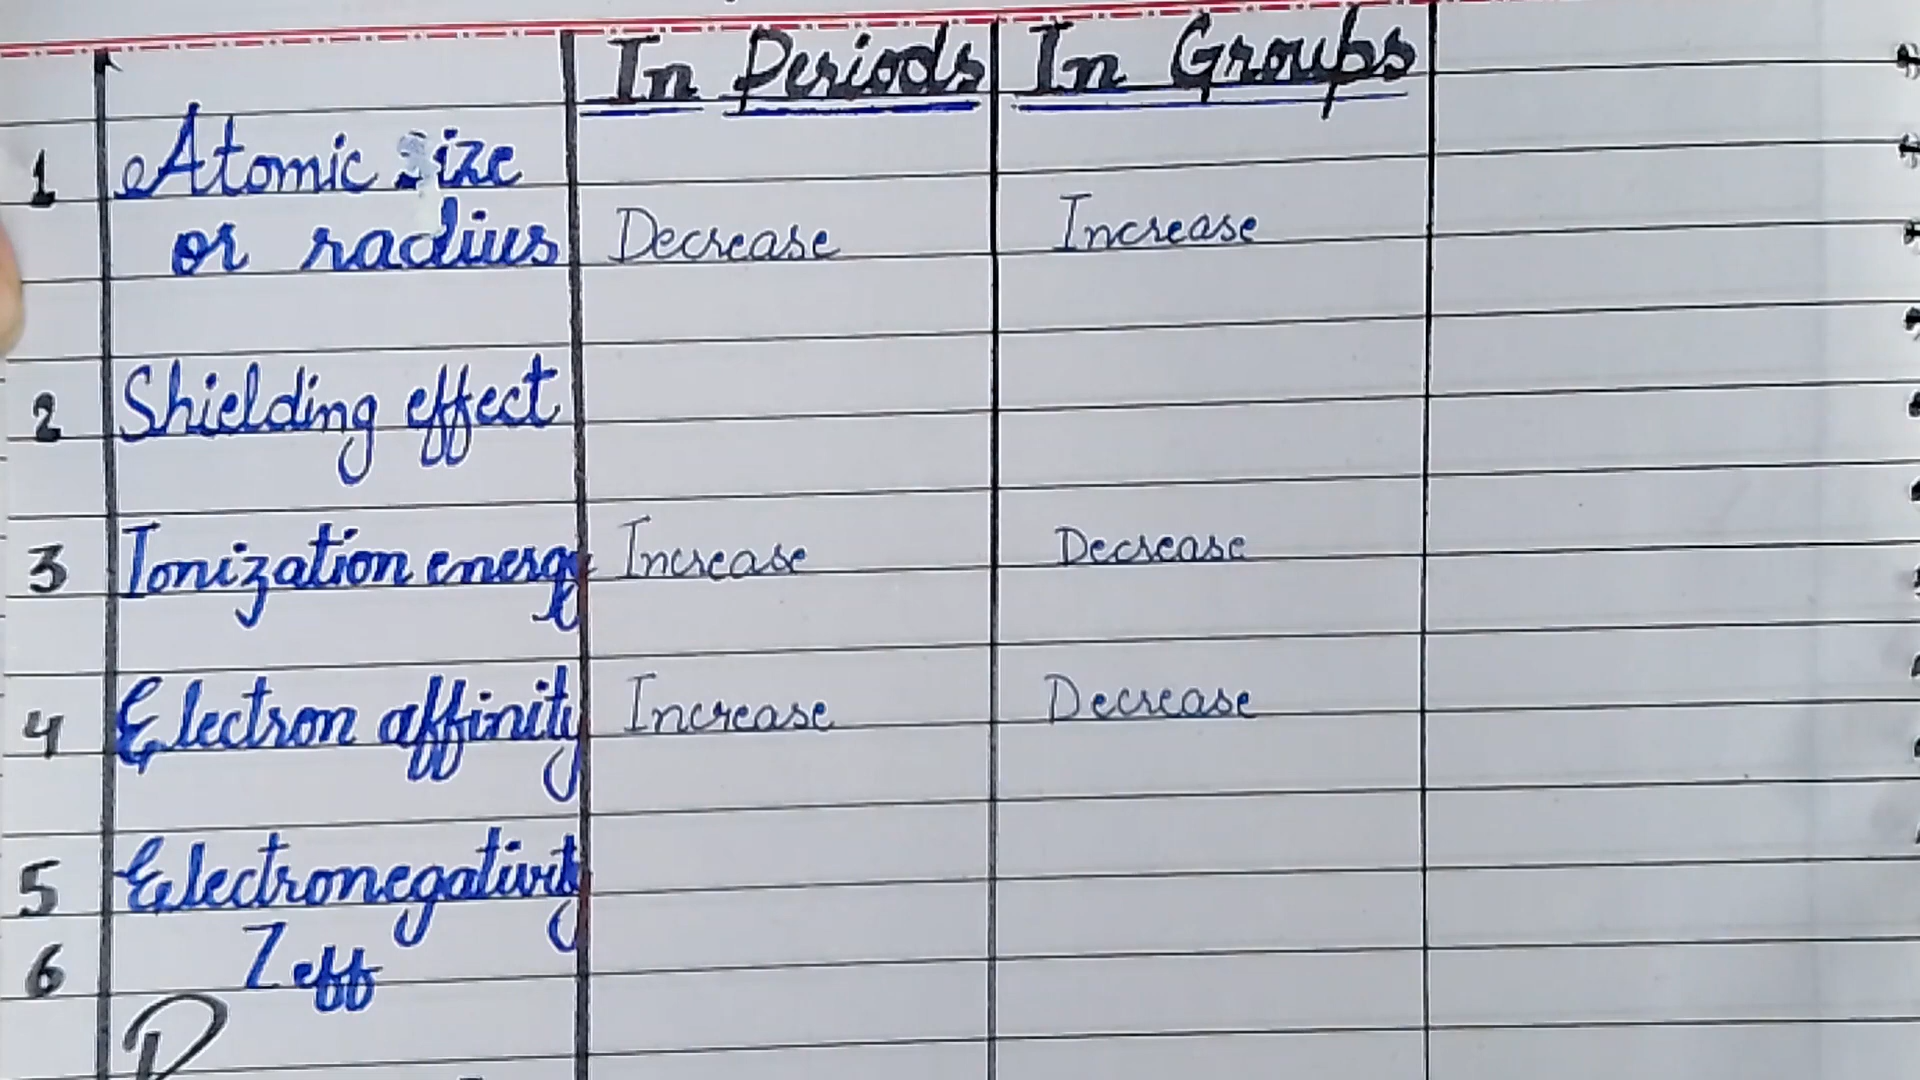 In Periods In Groups
1 Atomic size
or radius Decrease Increase
2 Shielding effect
3 Ionization energy Increase Decrease
4 Electron affinity Increase Decrease
5 Electronegativity
6 Zeff